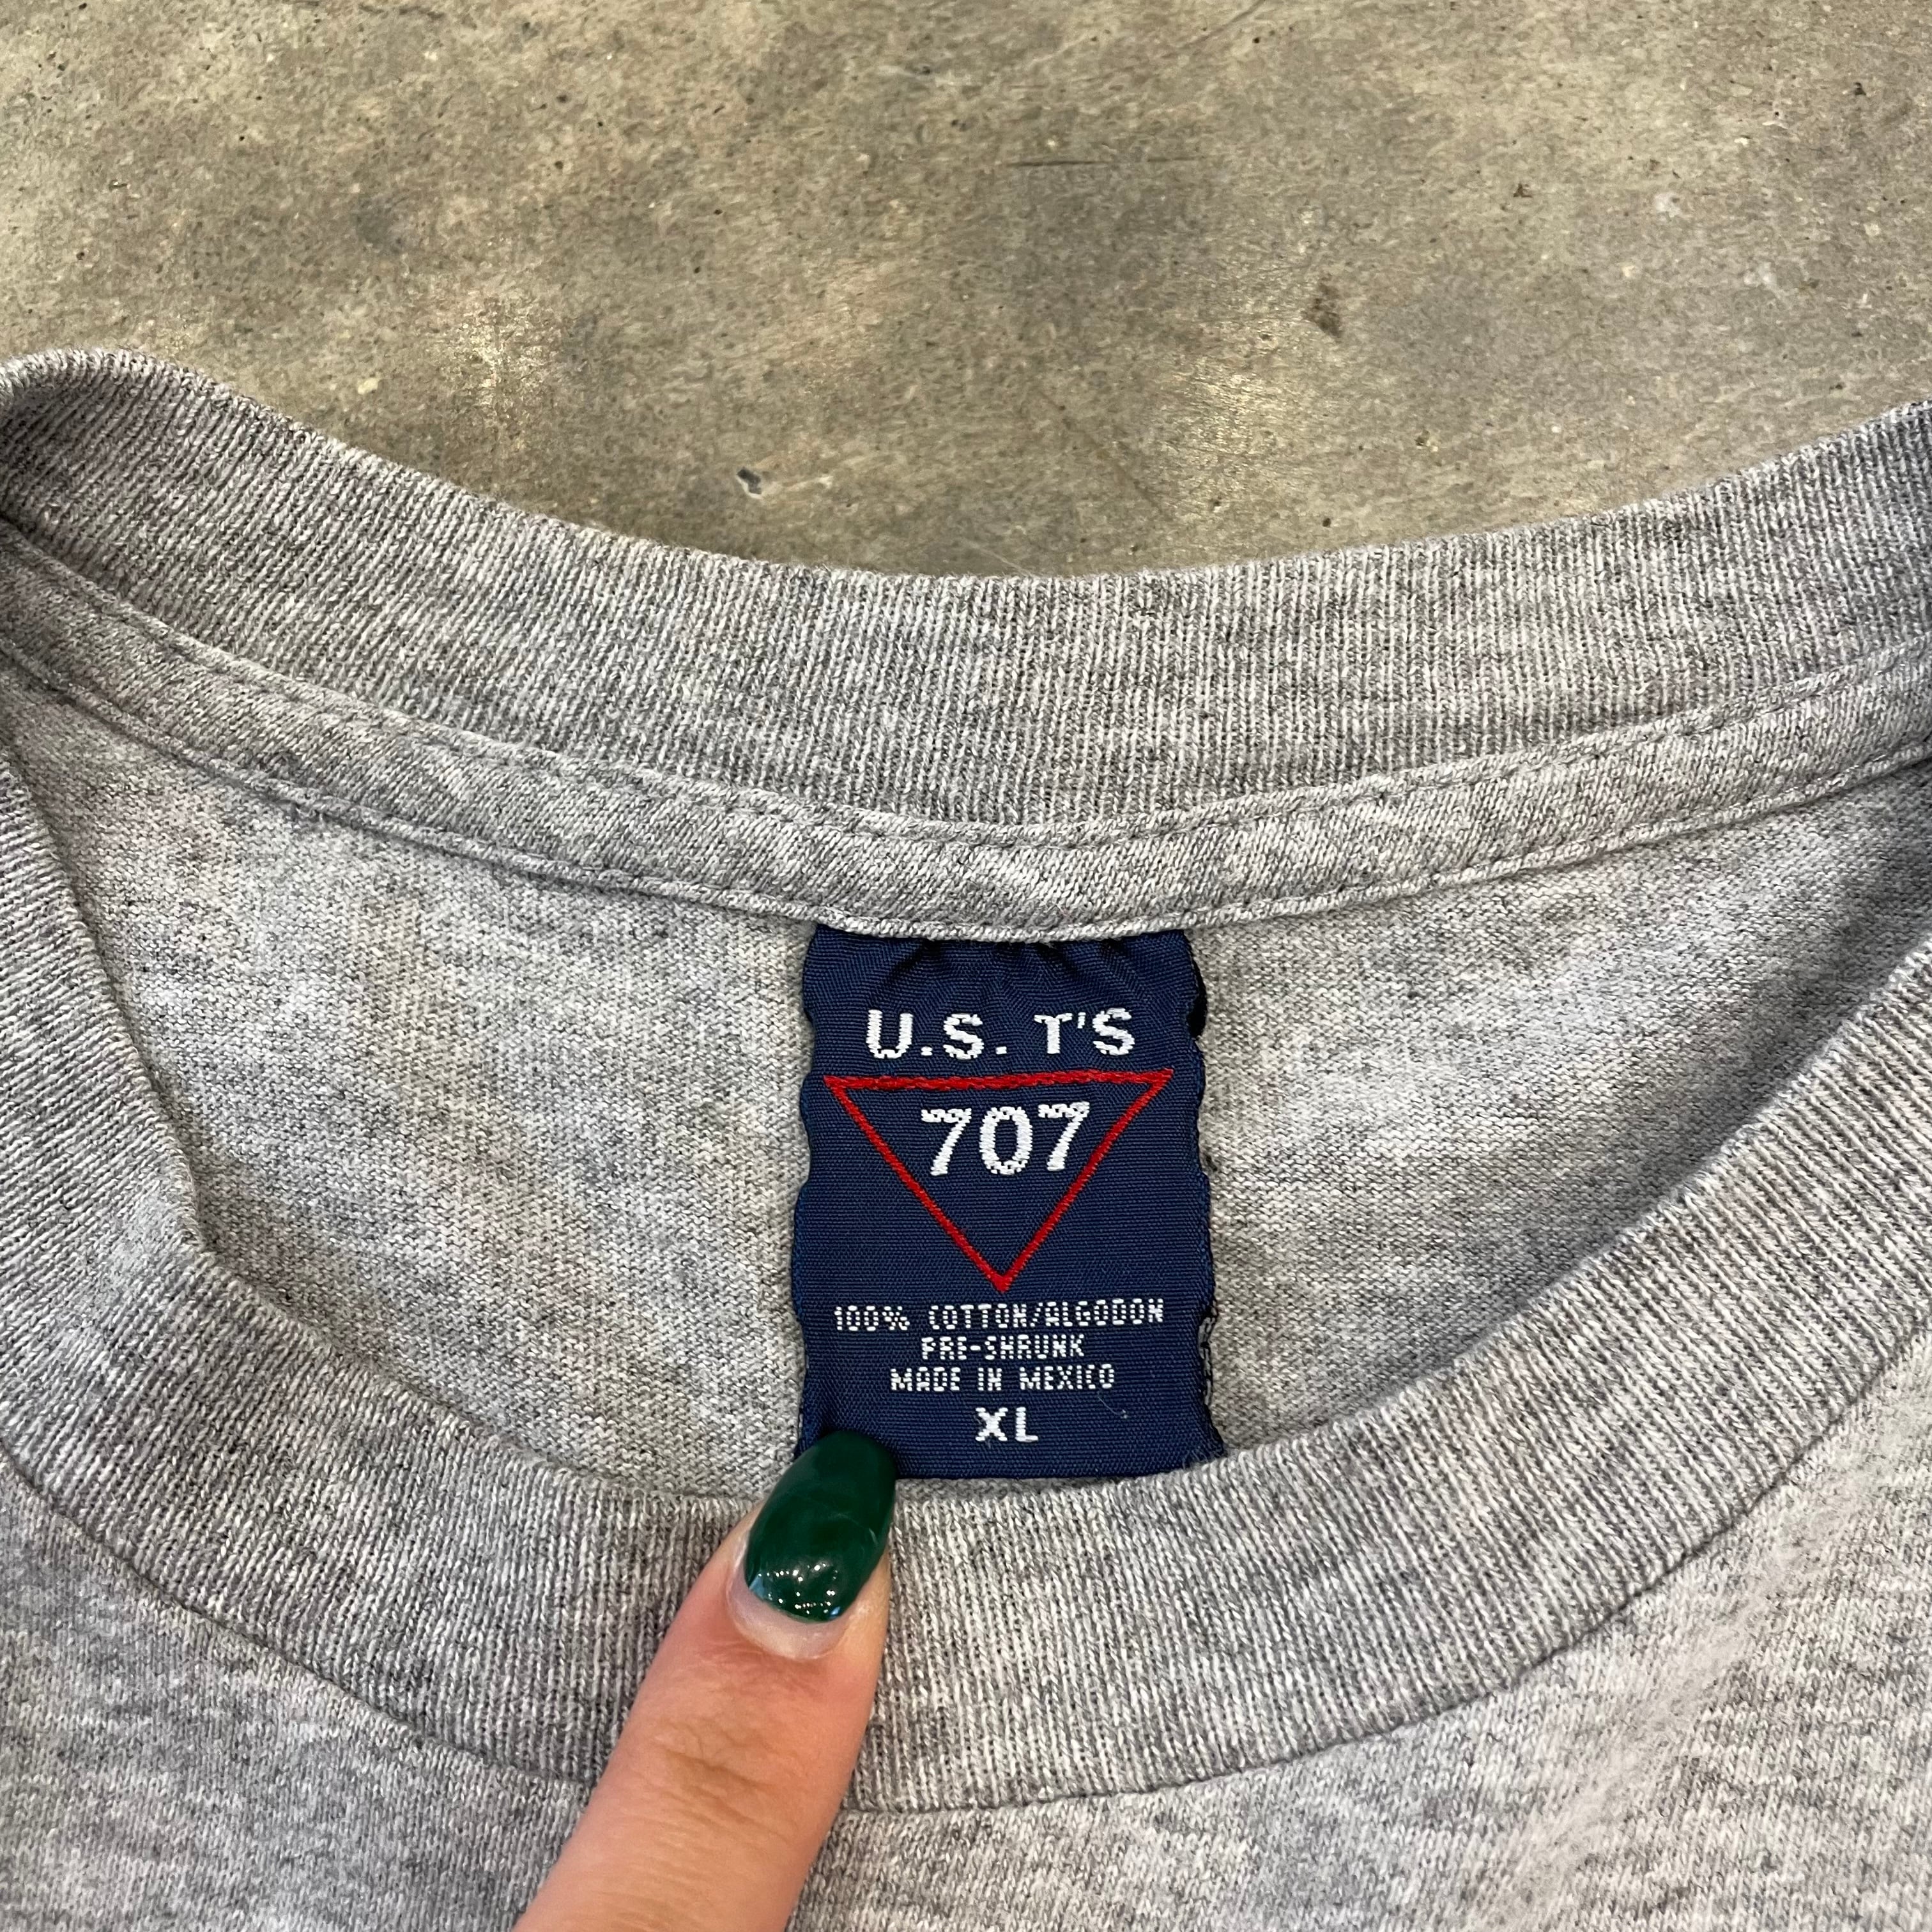 U.S. T'S
707
100% COTTON/ALGODON
PRE-SHRUNK
MADE IN MEXICO
XL